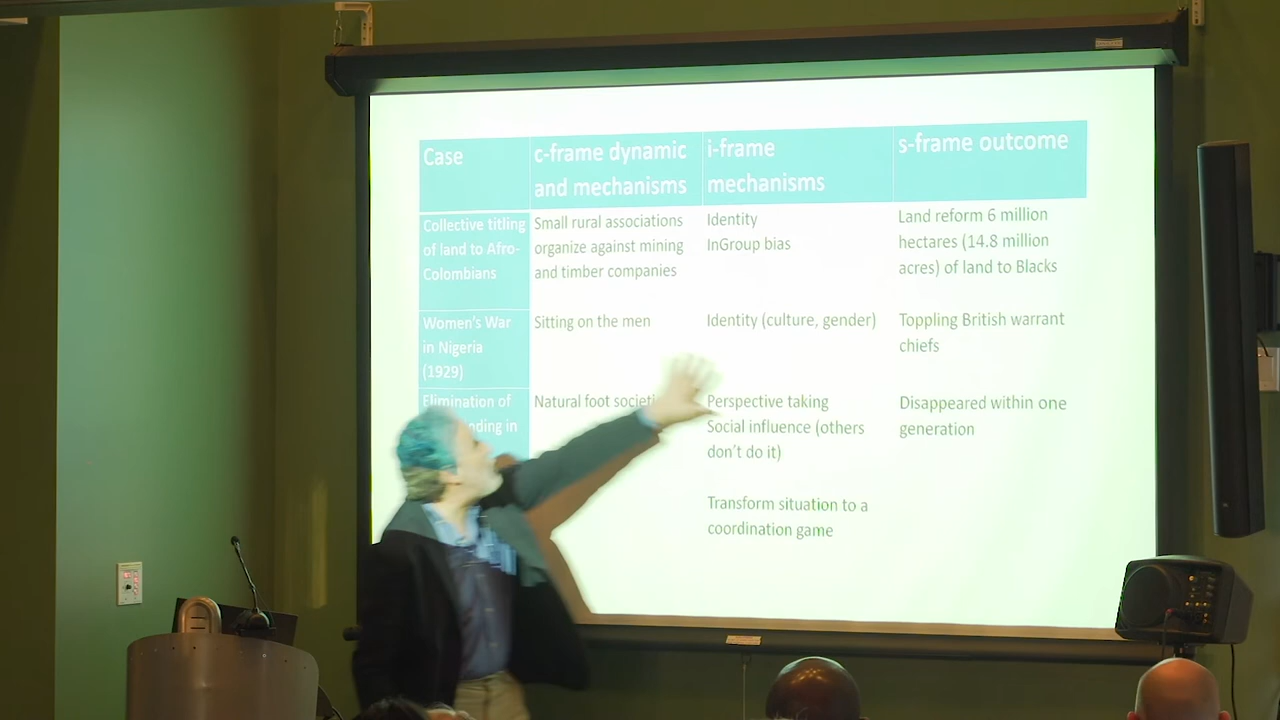 Case
c-frame dynamic
and mechanisms
i-frame
mechanisms
s-frame outcome
Collective titling
of land to Afro-
Colombians
Small rural associations
organize against mining
and timber companies
Identity
InGroup bias
Land reform 6 million
hectares (14.8 million
acres) of land to Blacks
Women's War
in Nigeria
(1929)
Sitting on the men
Identity (culture, gender)
Toppling British warrant
chiefs
Elimination of
in
Natural foot
Perspective taking
Social influence (others
don't do it)
Transform situation to a
coordination game
Disappeared within one
generation